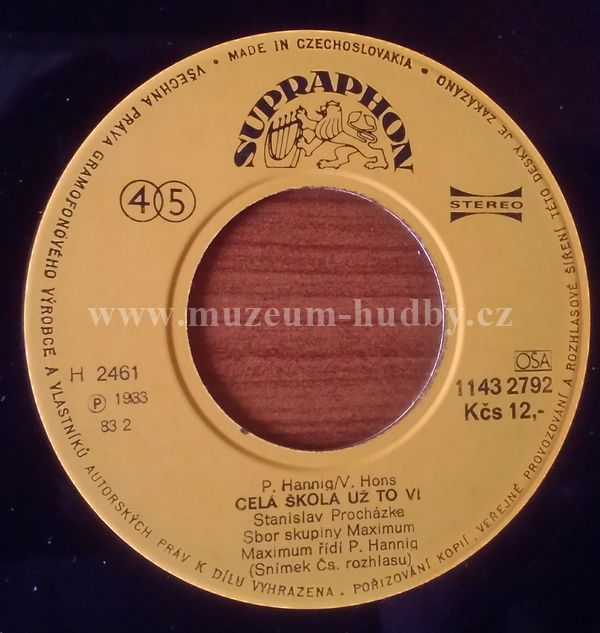 VŠECHNA PRÁVA GRAMOFONOVÉHO VÝROBCE A VLASTNÍKŮ AUTORSKÝCH PRÁV K DÍLU VYHRAZENA. POŘIZOVÁNÍ KOPIÍ, VEŘEJNÉ PROVOZOVÁNÍ A ROZHLASOVÉ ŠÍŘENÍ TÉTO DESKY JE ZAKÁZÁNO
• MADE IN CZECHOSLOVAKIA •
SUPRAPHON
45
STEREO
www.muzeum-hudby.cz
H 2461
Ⓟ 1983
83 2
OSA
1143 2792
Kčs 12,-
P. Hannig/V. Hons
CELÁ ŠKOLA UŽ TO VÍ
Stanislav Procházka
Sbor skupiny Maximum
Maximum řídí P. Hannig
(Snímek Čs. rozhlasu)